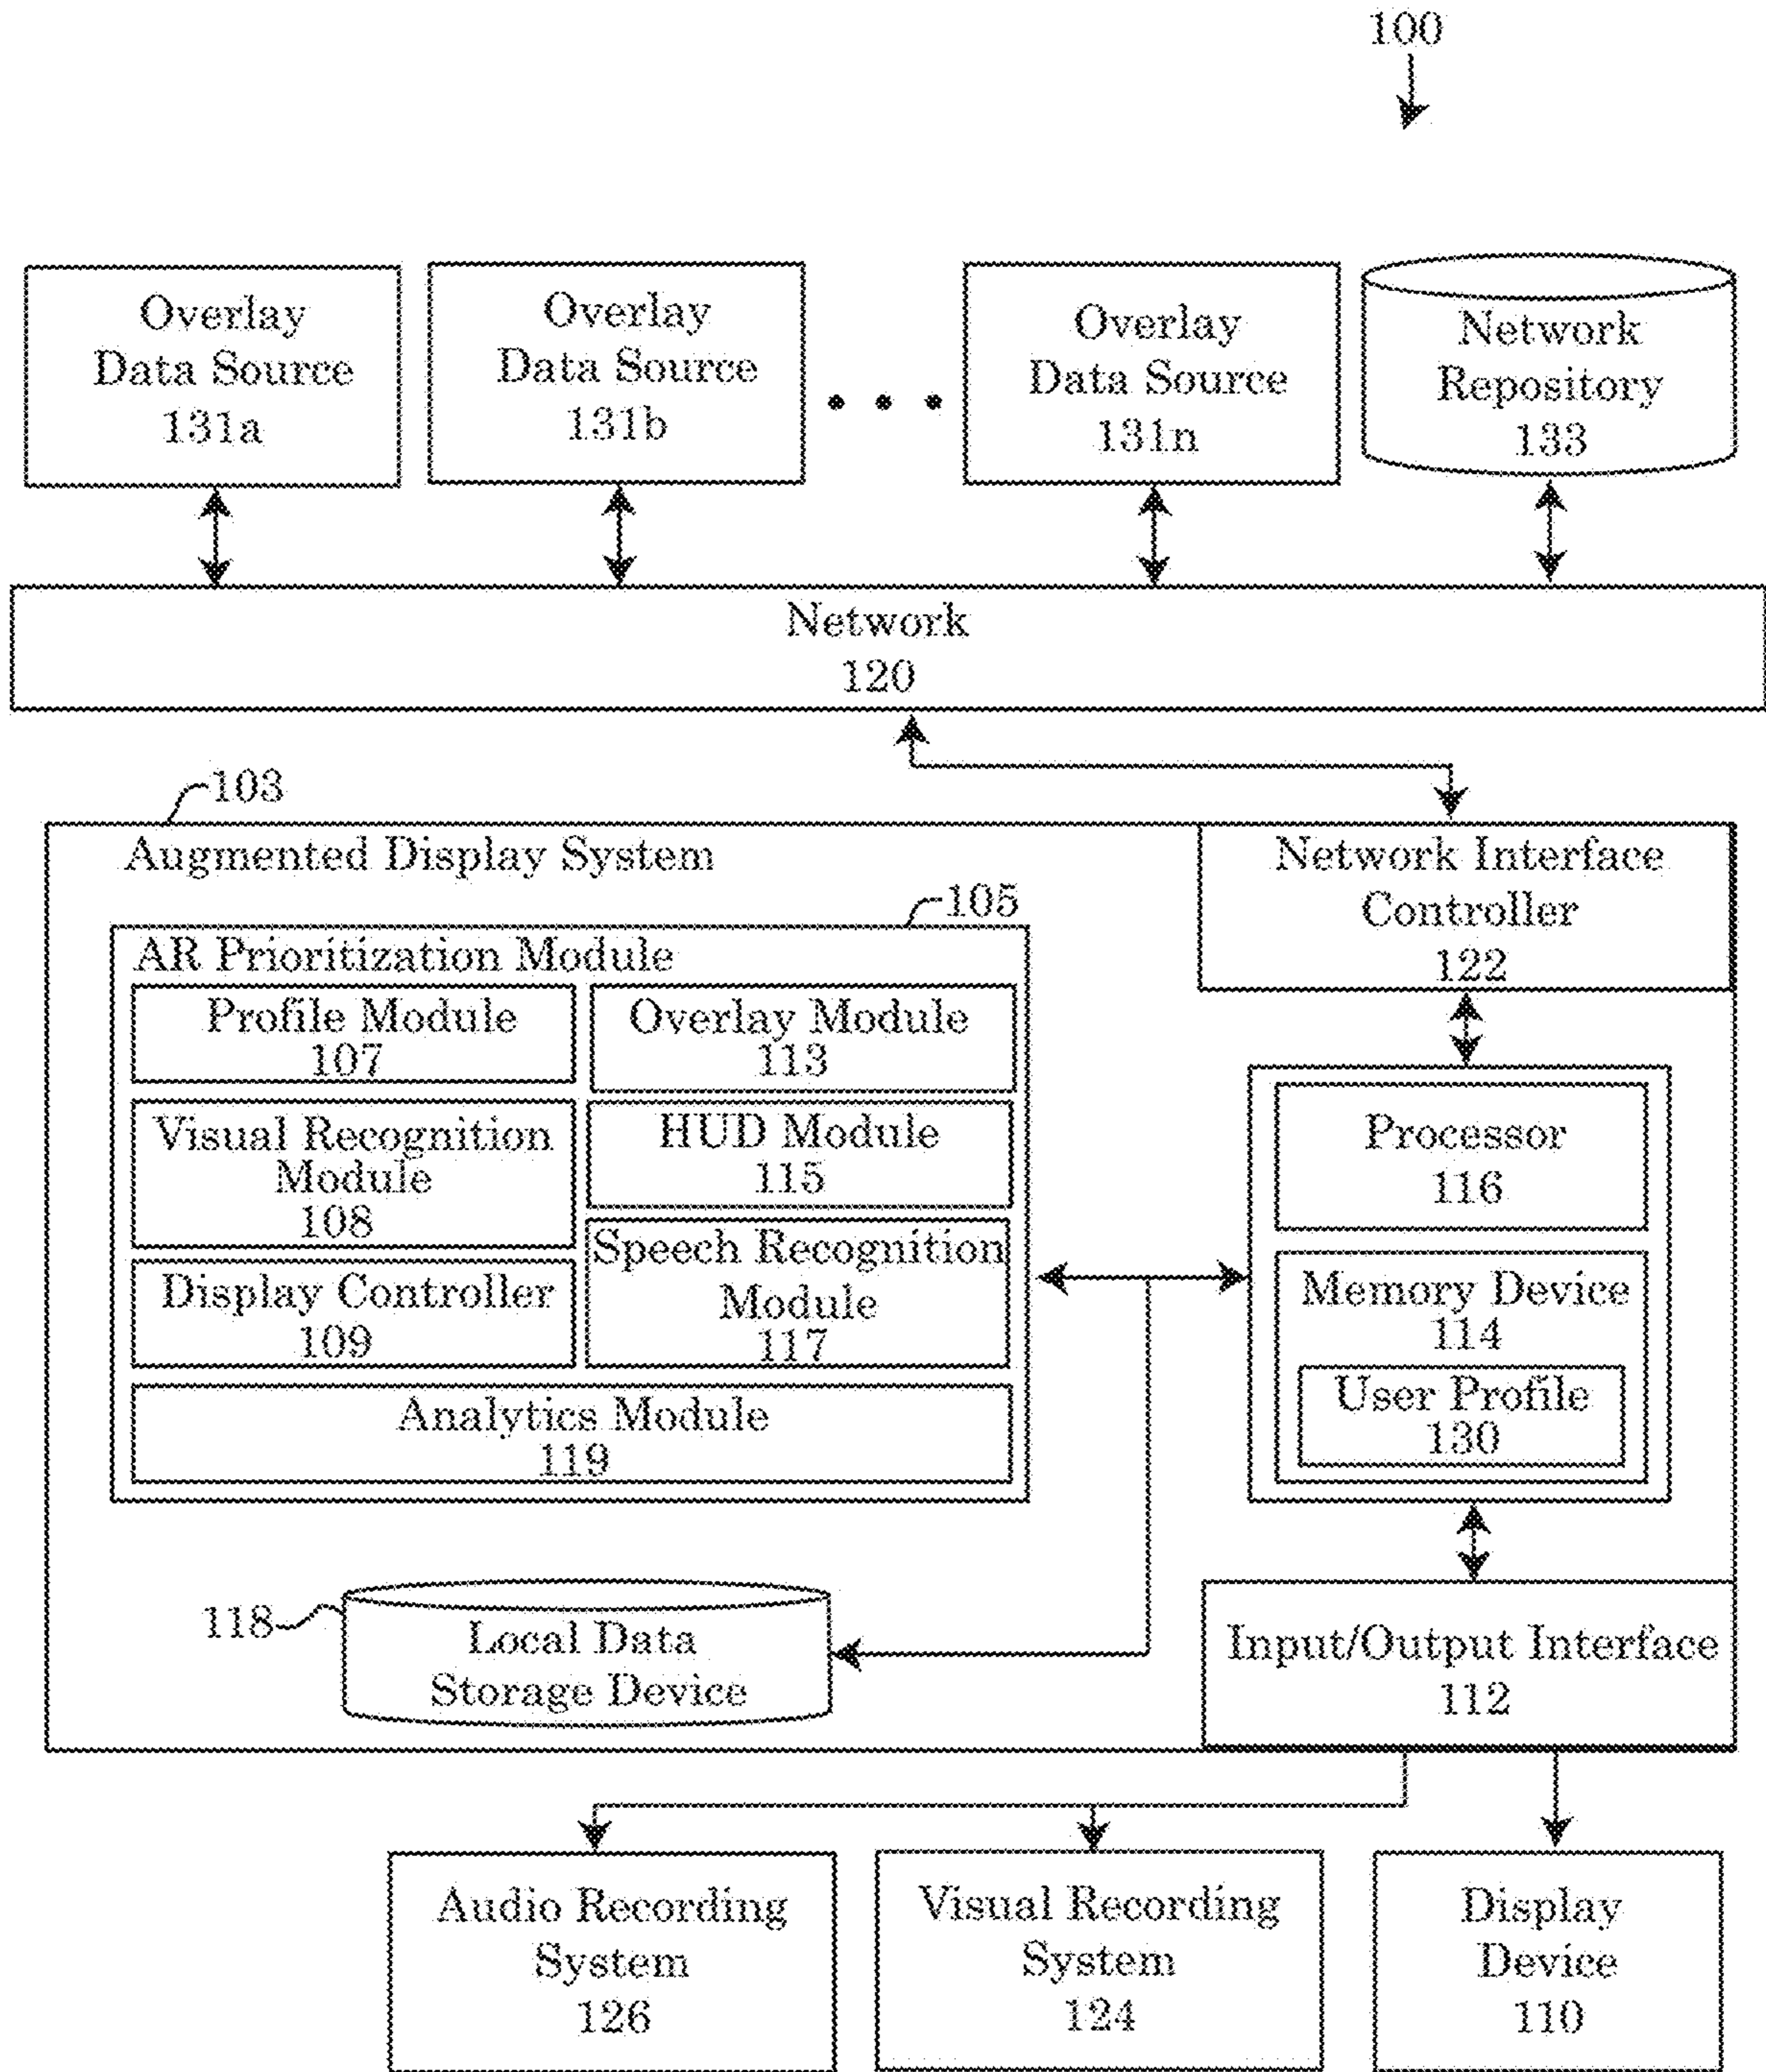 100
Overlay
Data Source
131a
Overlay
Data Source
131b
• • •
Overlay
Data Source
131n
Network
Repository
133
Network
120
103
Augmented Display System
105
AR Prioritization Module
Profile Module
107
Visual Recognition
Module
108
Display Controller
109
Overlay Module
113
HUD Module
115
Speech Recognition
Module
117
Analytics Module
119
118
Local Data
Storage Device
Network Interface
Controller
122
Processor
116
Memory Device
114
User Profile
130
Input/Output Interface
112
Audio Recording
System
126
Visual Recording
System
124
Display
Device
110